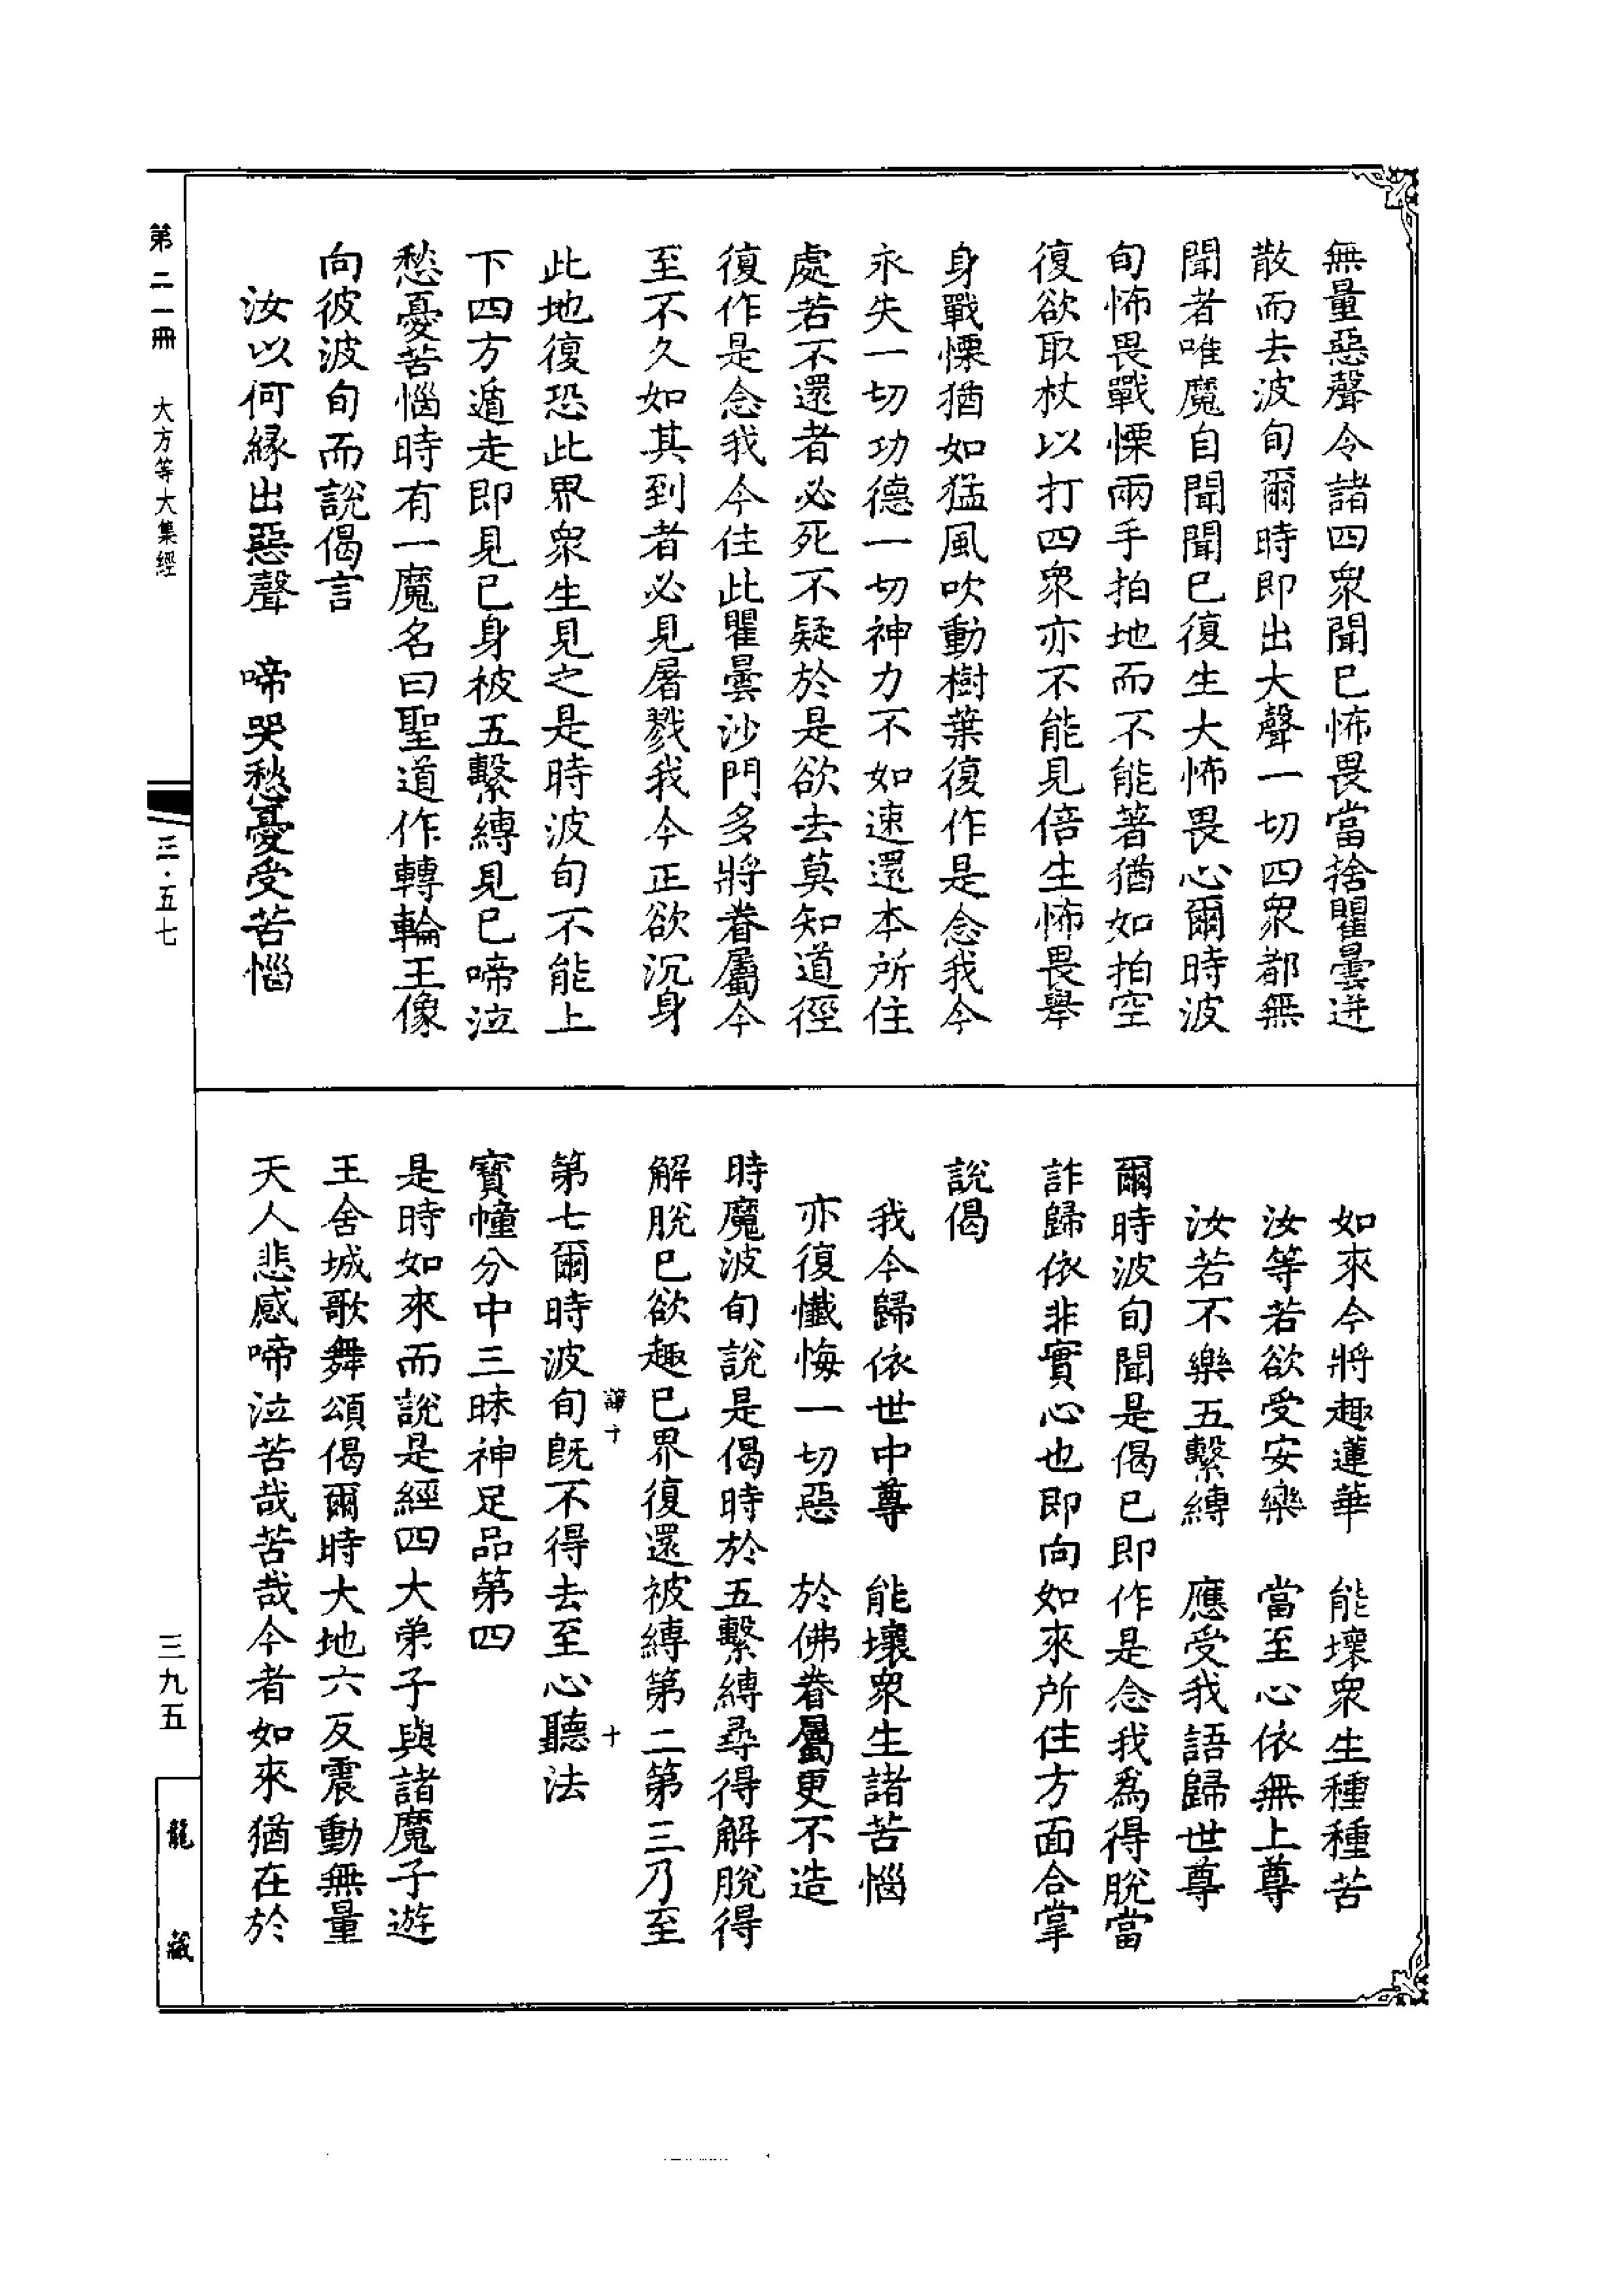 無量惡聲令諸四衆聞已怖畏當捨瞿曇迸
散而去波旬爾時即出大聲一切四衆都無
聞者唯魔自聞聞已復生大怖畏心爾時波
旬怖畏戰慄兩手拍地而不能著猶如拍空
復欲取杖以打四衆亦不能見倍生怖畏舉
身戰慄猶如猛風吹動樹葉復作是念我今
永失一切功德一切神力不如速還本所住
處若不還者必死不疑於是欲去莫知道徑
復作是念我今住此瞿曇沙門多將眷屬今
至不久如其到者必見屠戮我今正欲沉身
此地復恐此界衆生見之是時波旬不能上
下四方遁走即見已身被五繫縛見已啼泣
愁憂苦惱時有一魔名曰聖道作轉輪王像
向彼波旬而說偈言
汝以何緣出惡聲　啼哭愁憂受苦惱
如來今將趣蓮華　能壞衆生種種苦
汝等若欲受安樂　當至心依無上尊
汝若不樂五繫縛　應受我語歸世尊
爾時波旬聞是偈已即作是念我爲得脫當
詐歸依非實心也即向如來所住方面合掌
說偈
我今歸依世中尊　能壞衆生諸苦惱
亦復懺悔一切惡　於佛眷屬更不造
時魔波旬說是偈時於五繫縛尋得解脫得
解脫已欲趣已界復還被縛第二第三乃至
十　十
第七爾時波旬既不得去至心聽法
寶幢分中三昧神足品第四
是時如來而說是經四大弟子與諸魔子遊
王舍城歌舞頌偈爾時大地六反震動無量
天人悲感啼泣苦哉苦哉今者如來猶在於
第二一冊　大方等大集經　三·五七　三九五　龍藏